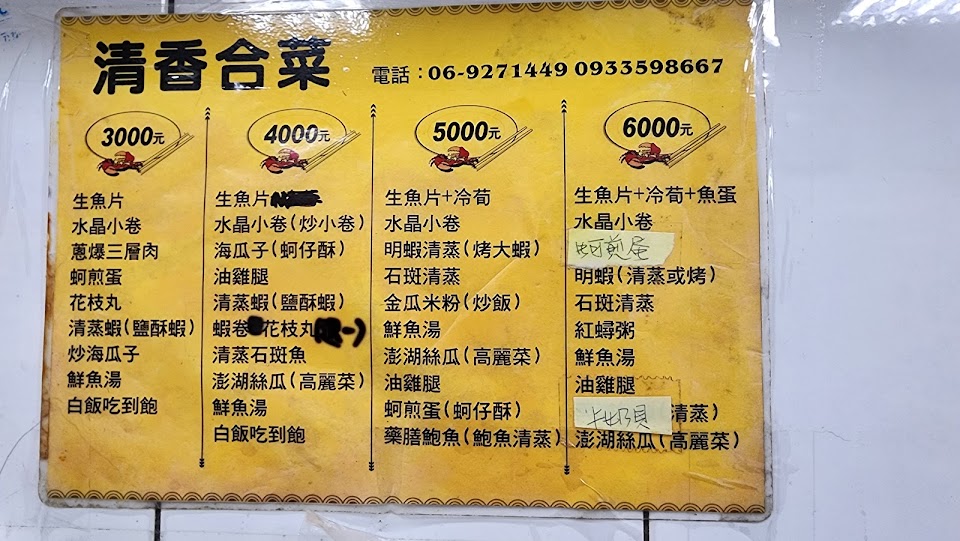 清香合菜
電話：06-9271449 0933598667
3000元
生魚片
水晶小卷
蔥爆三層肉
蚵煎蛋
花枝丸
清蒸蝦(鹽酥蝦)
炒海瓜子
鮮魚湯
白飯吃到飽
4000元
生魚片
水晶小卷(炒小卷)
海瓜子(蚵仔酥)
油雞腿
清蒸蝦(鹽酥蝦)
蝦卷 花枝丸
清蒸石斑魚
澎湖絲瓜(高麗菜)
鮮魚湯
白飯吃到飽
5000元
生魚片+冷荀
水晶小卷
明蝦清蒸(烤大蝦)
石斑清蒸
金瓜米粉(炒飯)
鮮魚湯
澎湖絲瓜(高麗菜)
油雞腿
蚵煎蛋(蚵仔酥)
藥膳鮑魚(鮑魚清蒸)
6000元
生魚片+冷荀+魚蛋
水晶小卷
蚵煎蛋
明蝦(清蒸或烤)
石斑清蒸
紅蟳粥
鮮魚湯
油雞腿
清蒸)
澎湖絲瓜(高麗菜)